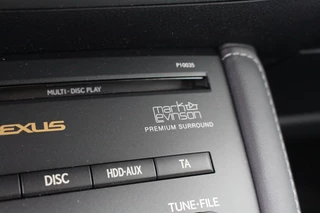 P10035
MULTI-DISC PLAY
mark levinson
PREMIUM SURROUND
EXUS
DISC
HDD·AUX
TA
TUNE·FILE